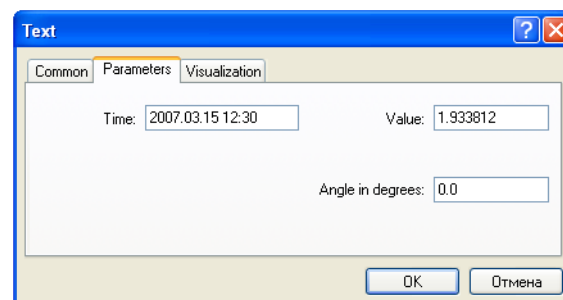 Text
Common Parameters Visualization
Time: 2007.03.15 12:30 Value: 1.933812
Angle in degrees: 0.0
OK Отмена